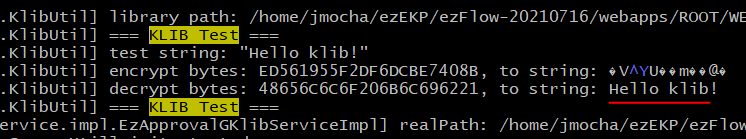 .KlibUtil] library path: /home/jmocha/ezEKP/ezFlow-20210716/webapps/ROOT/WE
.KlibUtil] === KLIB Test ===
.KlibUtil] test string: "Hello klib!"
.KlibUtil] encrypt bytes: ED561955F2DF6DCBE7408B, to string: �V^YU��m��@�
.KlibUtil] decrypt bytes: 48656C6C6F206B6C696221, to string: Hello klib!
.KlibUtil] === KLIB Test ===
ervice.impl.EzApprovalGKlibServiceImpl] realPath: /home/jmocha/ezEKP/ezFlow